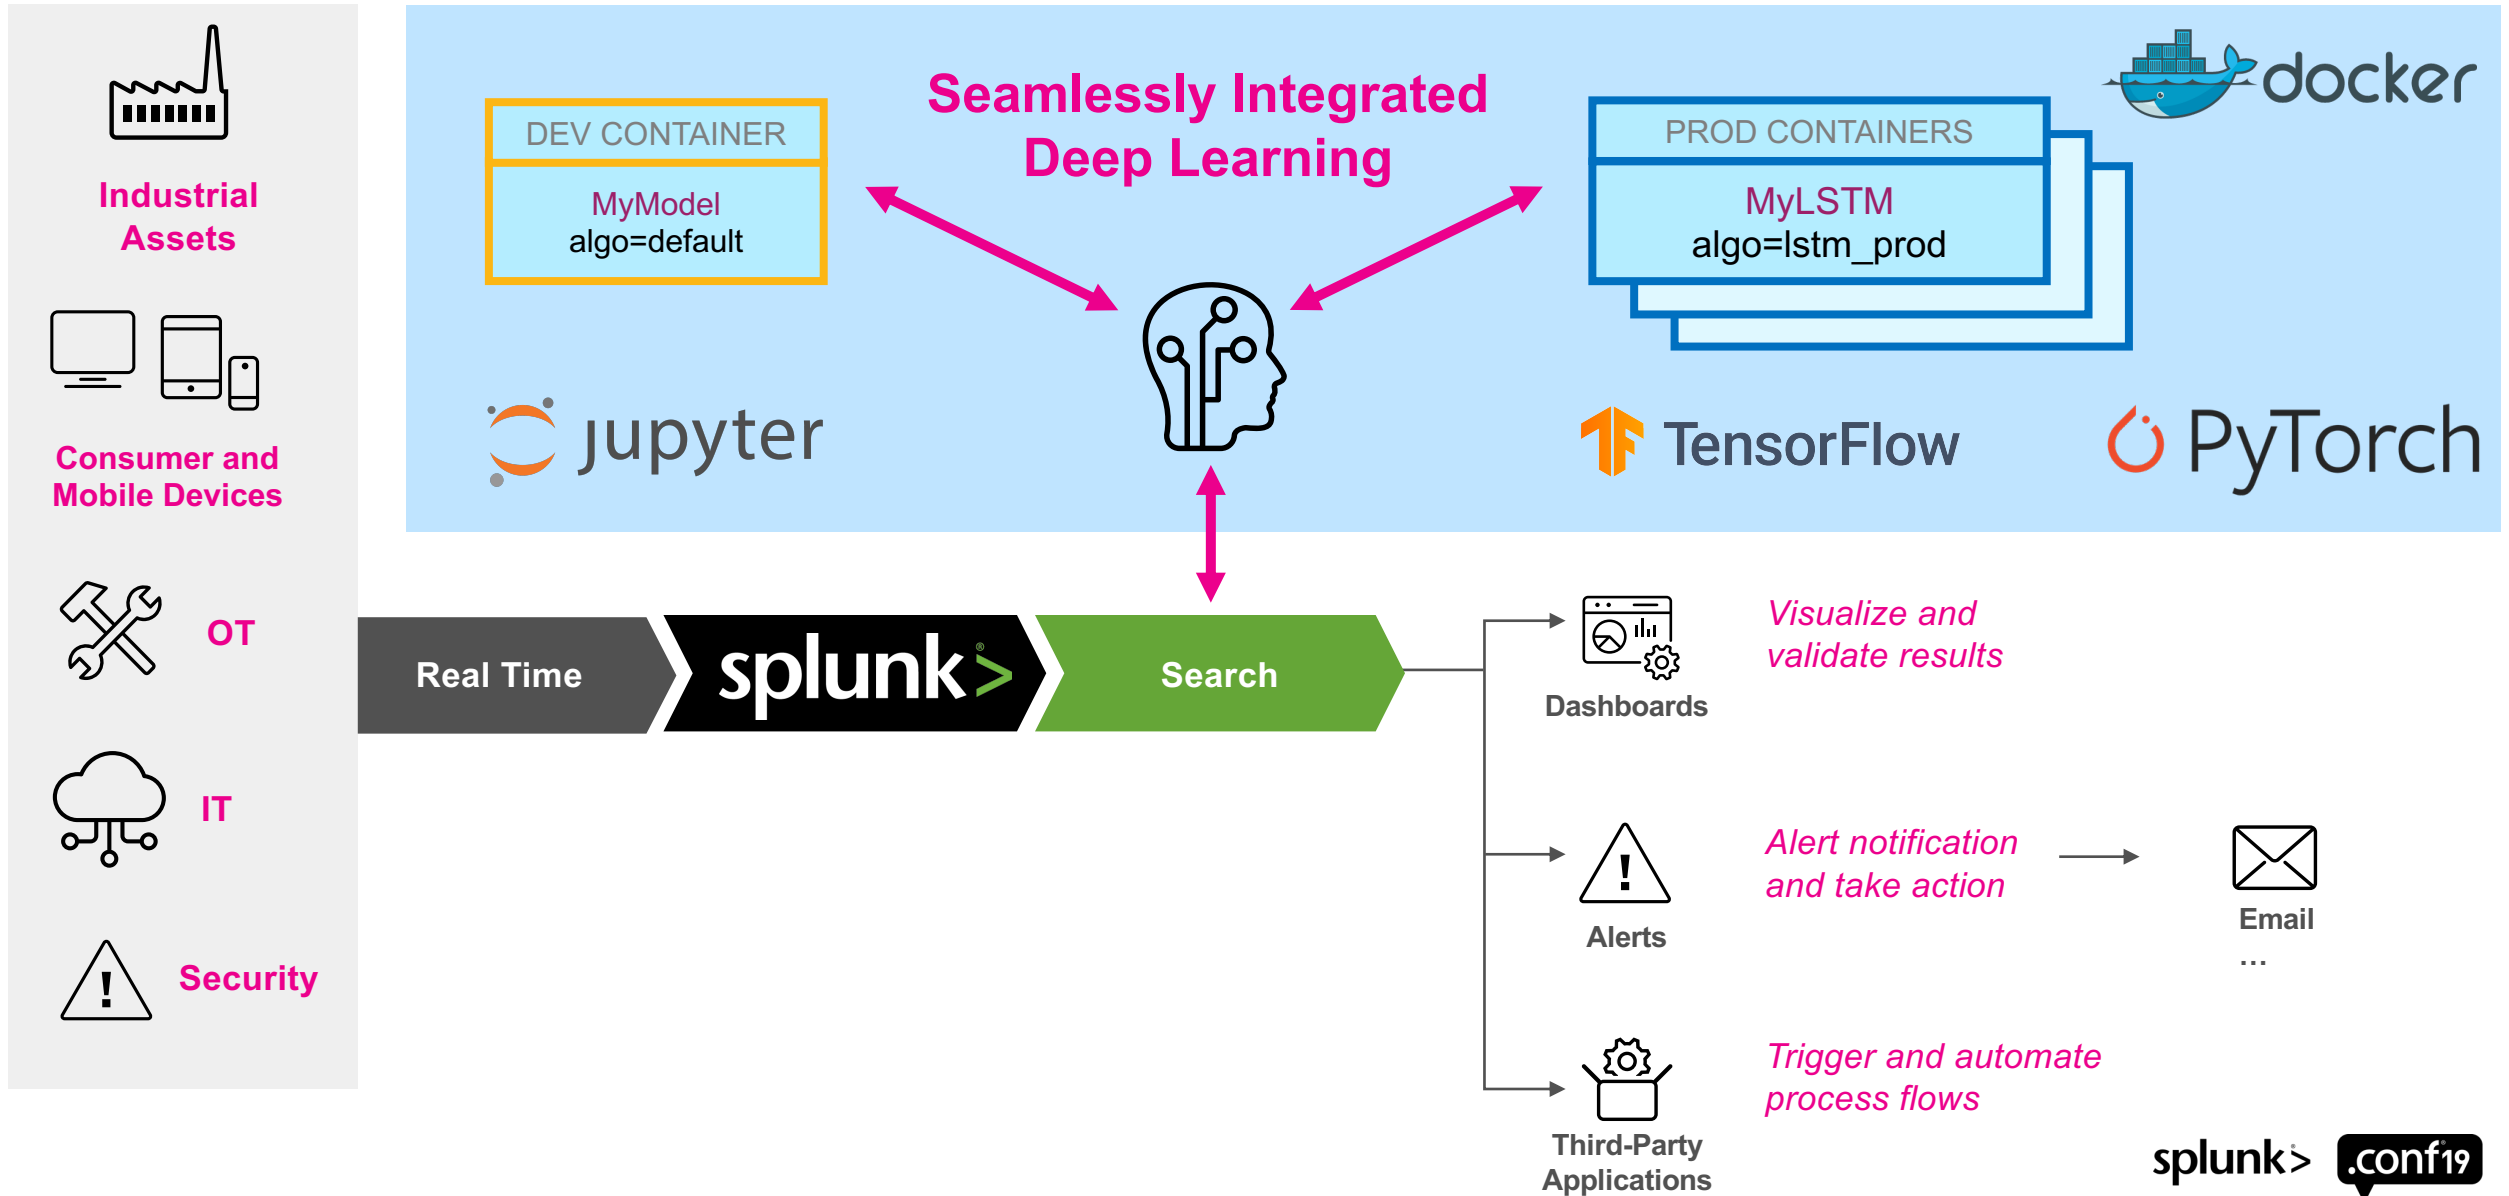 Industrial
Assets
Consumer and
Mobile Devices
OT
IT
Security
Seamlessly Integrated
Deep Learning
DEV CONTAINER
MyModel
algo=default
PROD CONTAINERS
MyLSTM
algo=lstm_prod
docker
jupyter
TensorFlow
PyTorch
Real Time
splunk>®
Search
Dashboards
Visualize and
validate results
Alerts
Alert notification
and take action
Email
...
Third-Party
Applications
Trigger and automate
process flows
splunk>
.conf19